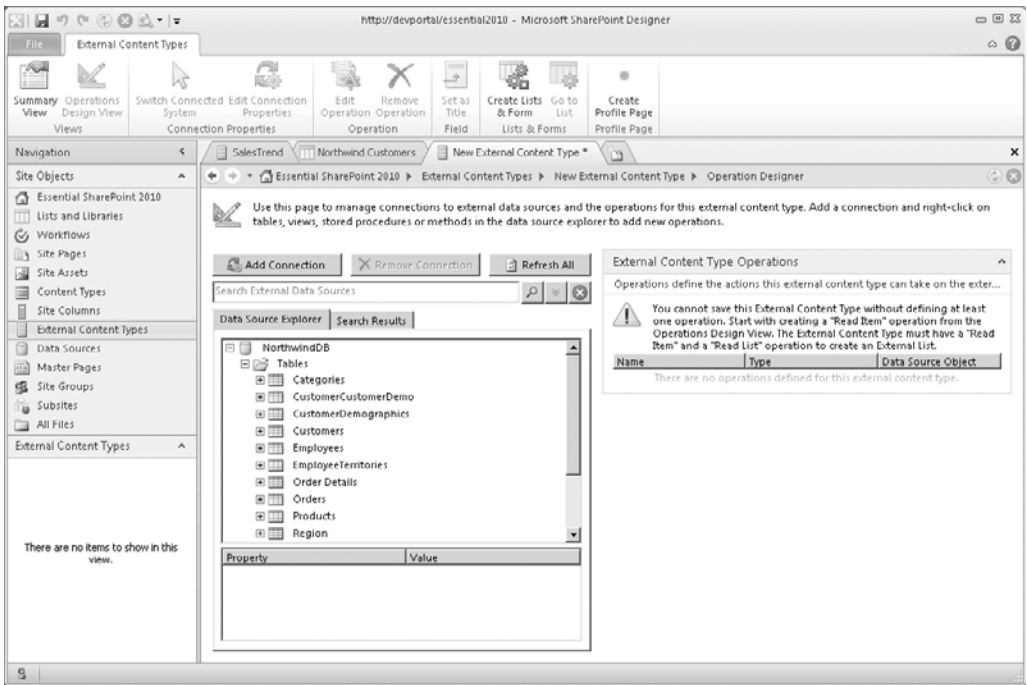 http://devportal/essential2010 - Microsoft SharePoint Designer
File
External Content Types
Summary View
Operations Design View
Switch Connected System
Edit Connection Properties
Edit Operation
Remove Operation
Set as Title
Create Lists & Form
Go to List
Create Profile Page
Views
Connection Properties
Operation
Field
Lists & Forms
Profile Page
Navigation
SalesTrend
Northwind Customers
New External Content Type *
Site Objects
Essential SharePoint 2010
External Content Types
New External Content Type
Operation Designer
Essential SharePoint 2010
Lists and Libraries
Workflows
Site Pages
Site Assets
Content Types
Site Columns
External Content Types
Data Sources
Master Pages
Site Groups
Subsites
All Files
External Content Types
There are no items to show in this
view.
Use this page to manage connections to external data sources and the operations for this external content type. Add a connection and right-click on
tables, views, stored procedures or methods in the data source explorer to add new operations.
Add Connection
Remove Connection
Refresh All
Search External Data Sources
Data Source Explorer
Search Results
NorthwindDB
Tables
Categories
CustomerCustomerDemo
CustomerDemographics
Customers
Employees
EmployeeTerritories
Order Details
Orders
Products
Region
Property
Value
External Content Type Operations
Operations define the actions this external content type can take on the exter...
You cannot save this External Content Type without defining at least
one operation. Start with creating a "Read Item" operation from the
Operations Design View. The External Content Type must have a "Read
Item" and a "Read List" operation to create an External List.
Name
Type
Data Source Object
There are no operations defined for this external content type.